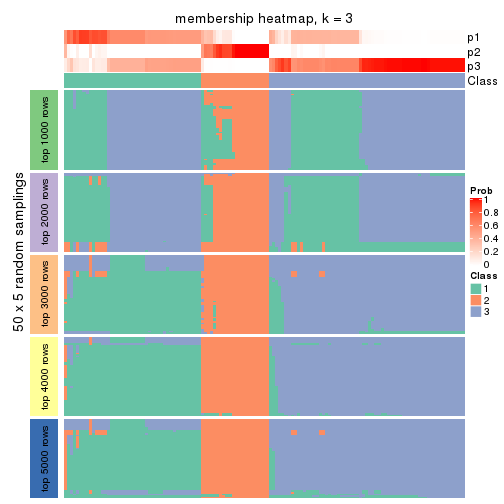 membership heatmap, k = 3
p1
p2
p3
Class
50 x 5 random samplings
top 1000 rows
top 2000 rows
top 3000 rows
top 4000 rows
top 5000 rows
Prob
1
0.8
0.6
0.4
0.2
0
Class
1
2
3